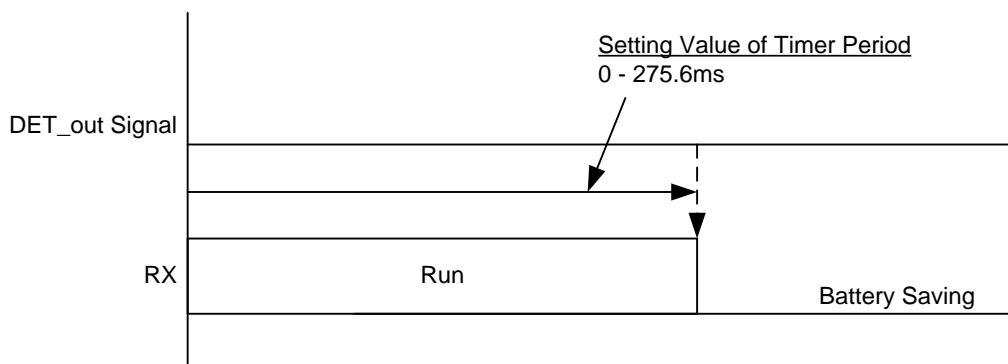 Setting Value of Timer Period
0 - 275.6ms
DET_out Signal
RX
Run
Battery Saving